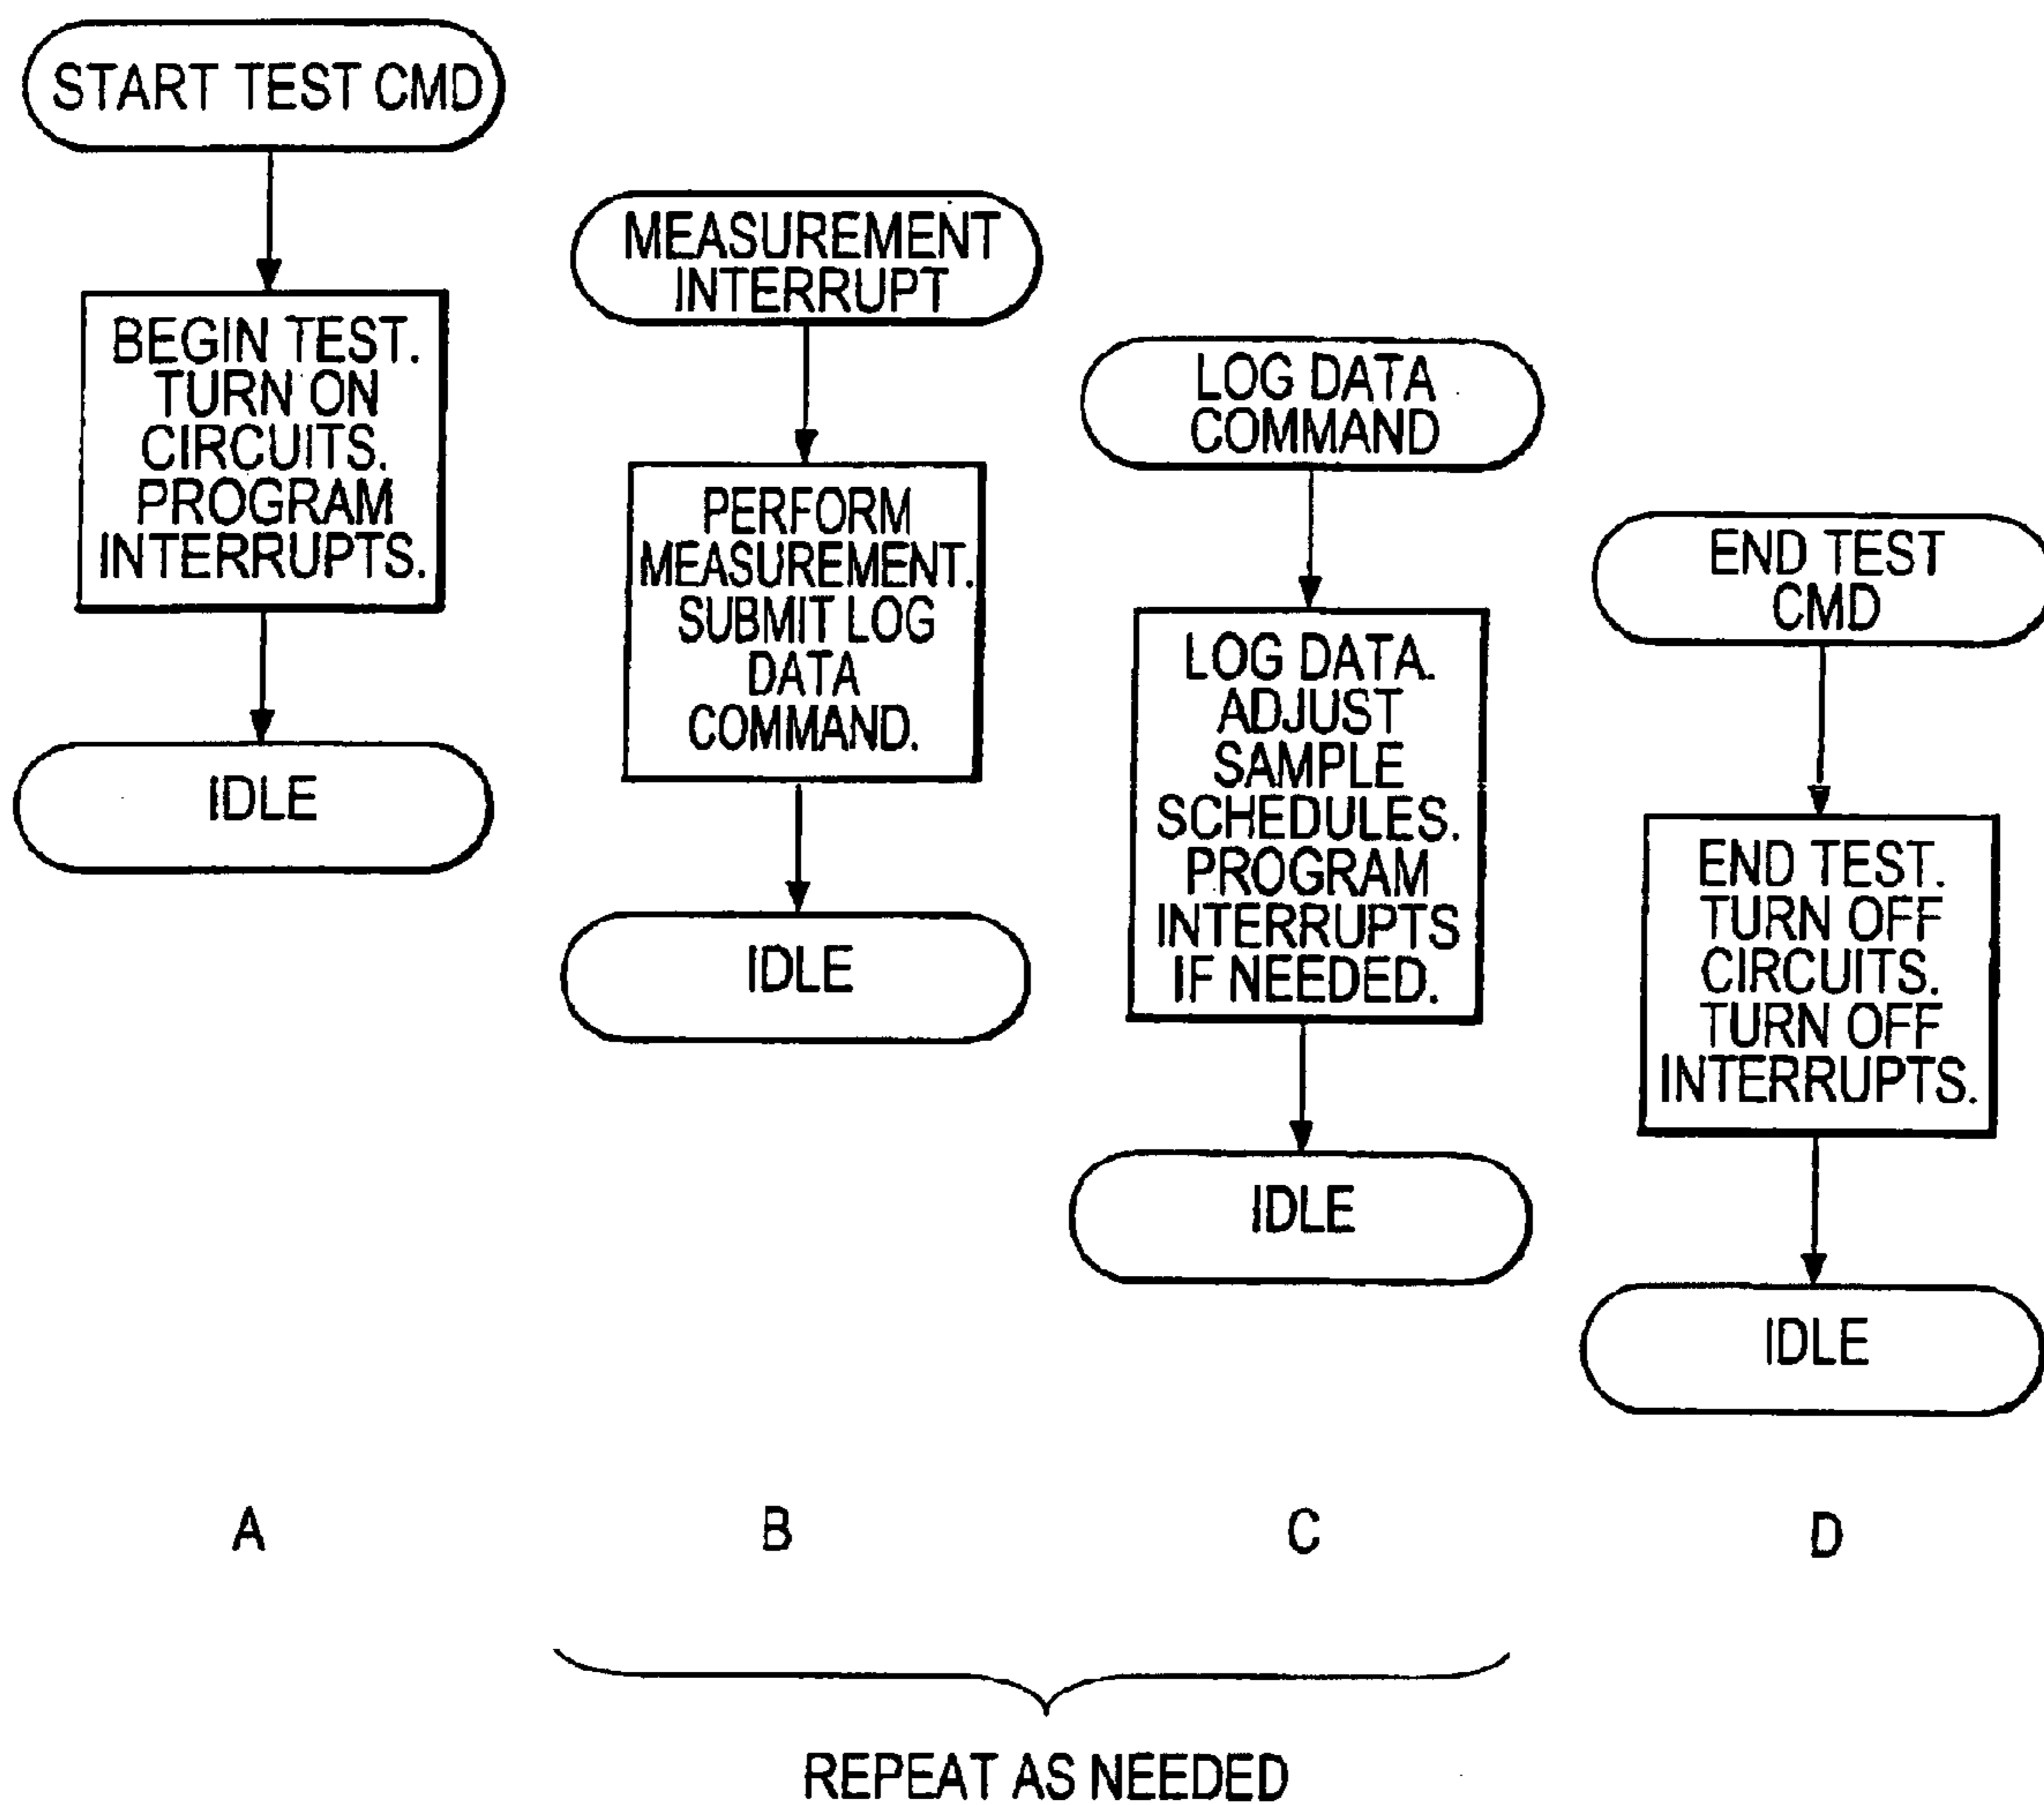 START TEST CMD
BEGIN TEST.
TURN ON
CIRCUITS.
PROGRAM
INTERRUPTS.
IDLE
MEASUREMENT
INTERRUPT
PERFORM
MEASUREMENT.
SUBMIT LOG
DATA
COMMAND.
IDLE
LOG DATA
COMMAND
LOG DATA.
ADJUST
SAMPLE
SCHEDULES.
PROGRAM
INTERRUPTS
IF NEEDED.
IDLE
END TEST
CMD
END TEST.
TURN OFF
CIRCUITS.
TURN OFF
INTERRUPTS.
IDLE
A
B
C
D
REPEAT AS NEEDED